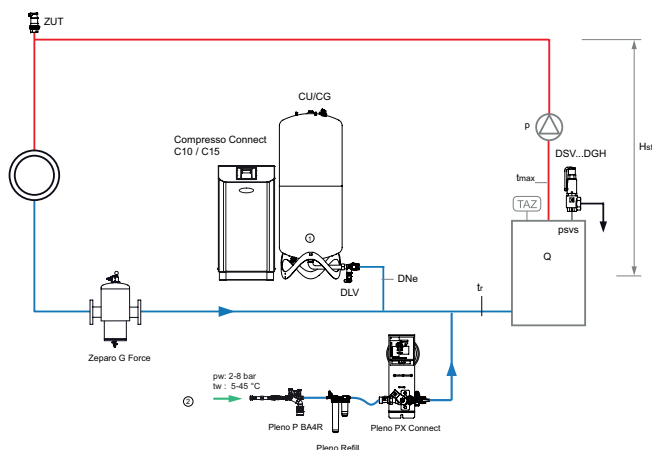 ZUT
CU/CG
Compresso Connect
C10 / C15
p
DSV...DGH
Hst
tmax
TAZ
psvs
Q
1
DNe
DLV
tr
Zeparo G Force
pw: 2-8 bar
tw : 5-45 °C
2
Pleno P BA4R
Pleno PX Connect
Pleno Refill